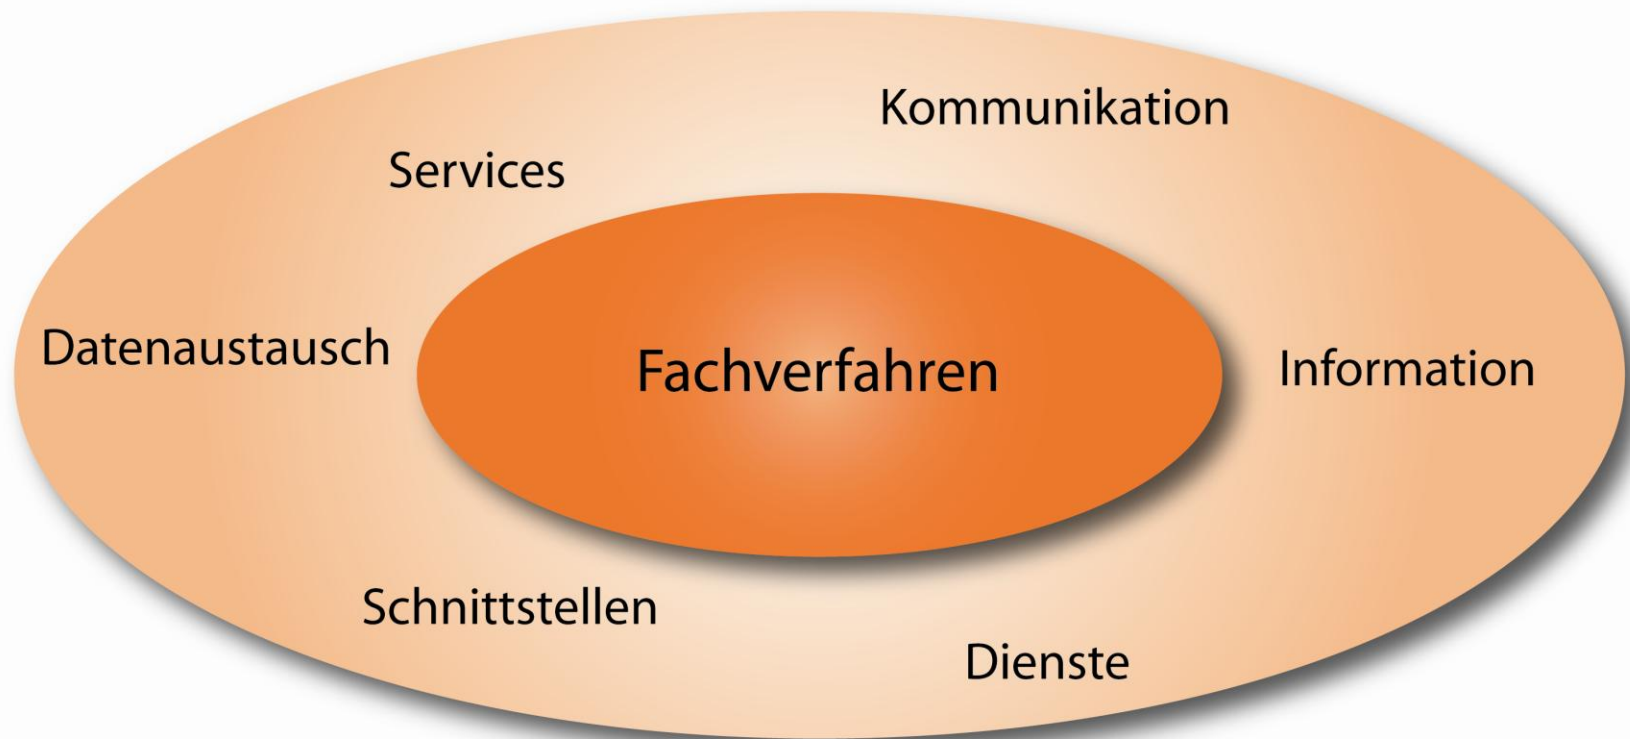 Kommunikation
Services
Datenaustausch
Fachverfahren
Information
Schnittstellen
Dienste